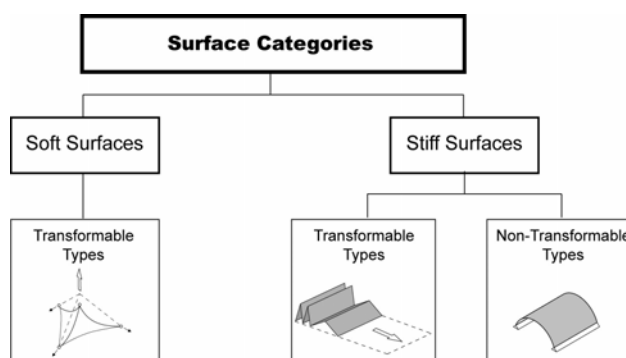 Surface Categories
Soft Surfaces
Stiff Surfaces
Transformable
Types
Transformable
Types
Non-Transformable
Types